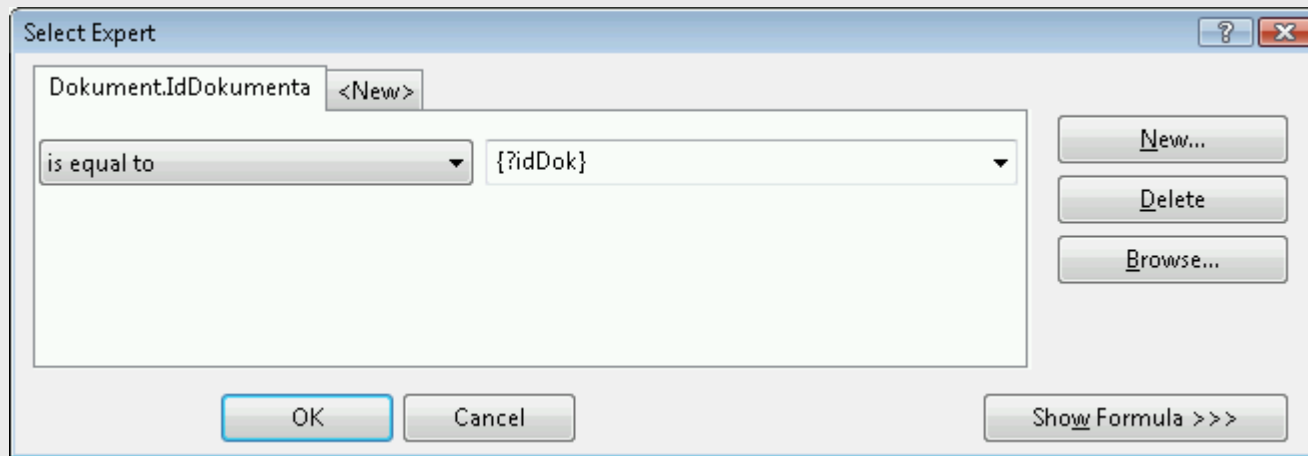 Select Expert
Dokument.IdDokumenta <New>
is equal to {?idDok}
New...
Delete
Browse...
OK Cancel Show Formula >>>